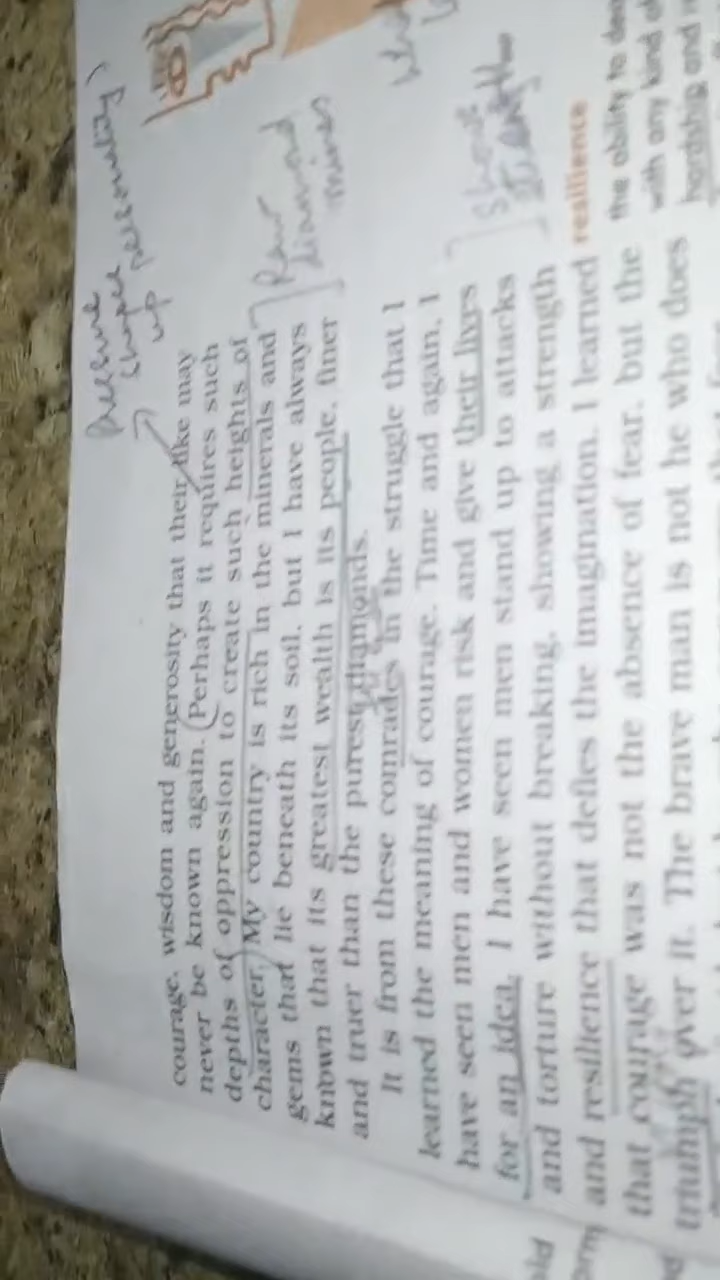 Pressure
shapes
up personality)
courage, wisdom and generosity that their like may
never be known again. (Perhaps it requires such
depths of oppression to create such heights of
character.) My country is rich in the minerals and
gems that lie beneath its soil, but I have always
known that its greatest wealth is its people, finer
and truer than the purest diamonds.
Raw
diamond
mines
It is from these comrades in the struggle that I
learned the meaning of courage. Time and again, I
have seen men and women risk and give their lives
for an idea. I have seen men stand up to attacks
and torture without breaking, showing a strength
and resilience that defies the imagination. I learned
that courage was not the absence of fear, but the
triumph over it. The brave man is not he who does
strength
resilience
the ability to
with any kind of
hardship and